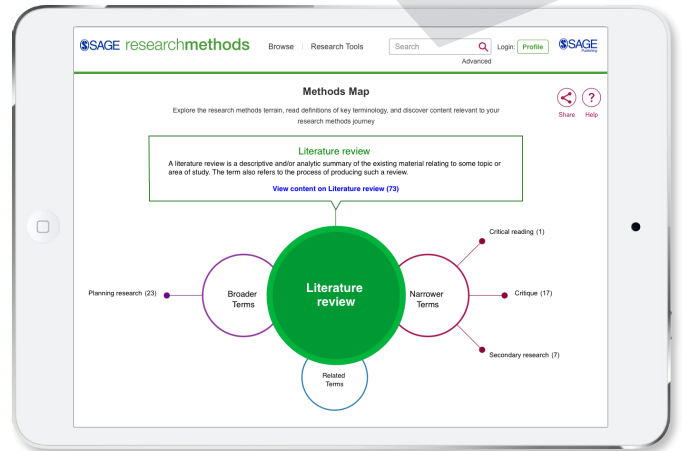 SAGE researchmethods
Browse | Research Tools
Search
Login: Profile
SAGE
Publishing
Advanced
Methods Map
Explore the research methods terrain, read definitions of key terminology, and discover content relevant to your
research methods journey
Share
?
Help
Literature review
A literature review is a descriptive and/or analytic summary of the existing material relating to some topic or
area of study. The term also refers to the process of producing such a review.
View content on Literature review (73)
Critical reading (1)
Planning research (23)
Broader
Terms
Literature
review
Narrower
Terms
Critique (17)
Secondary research (7)
Related
Terms